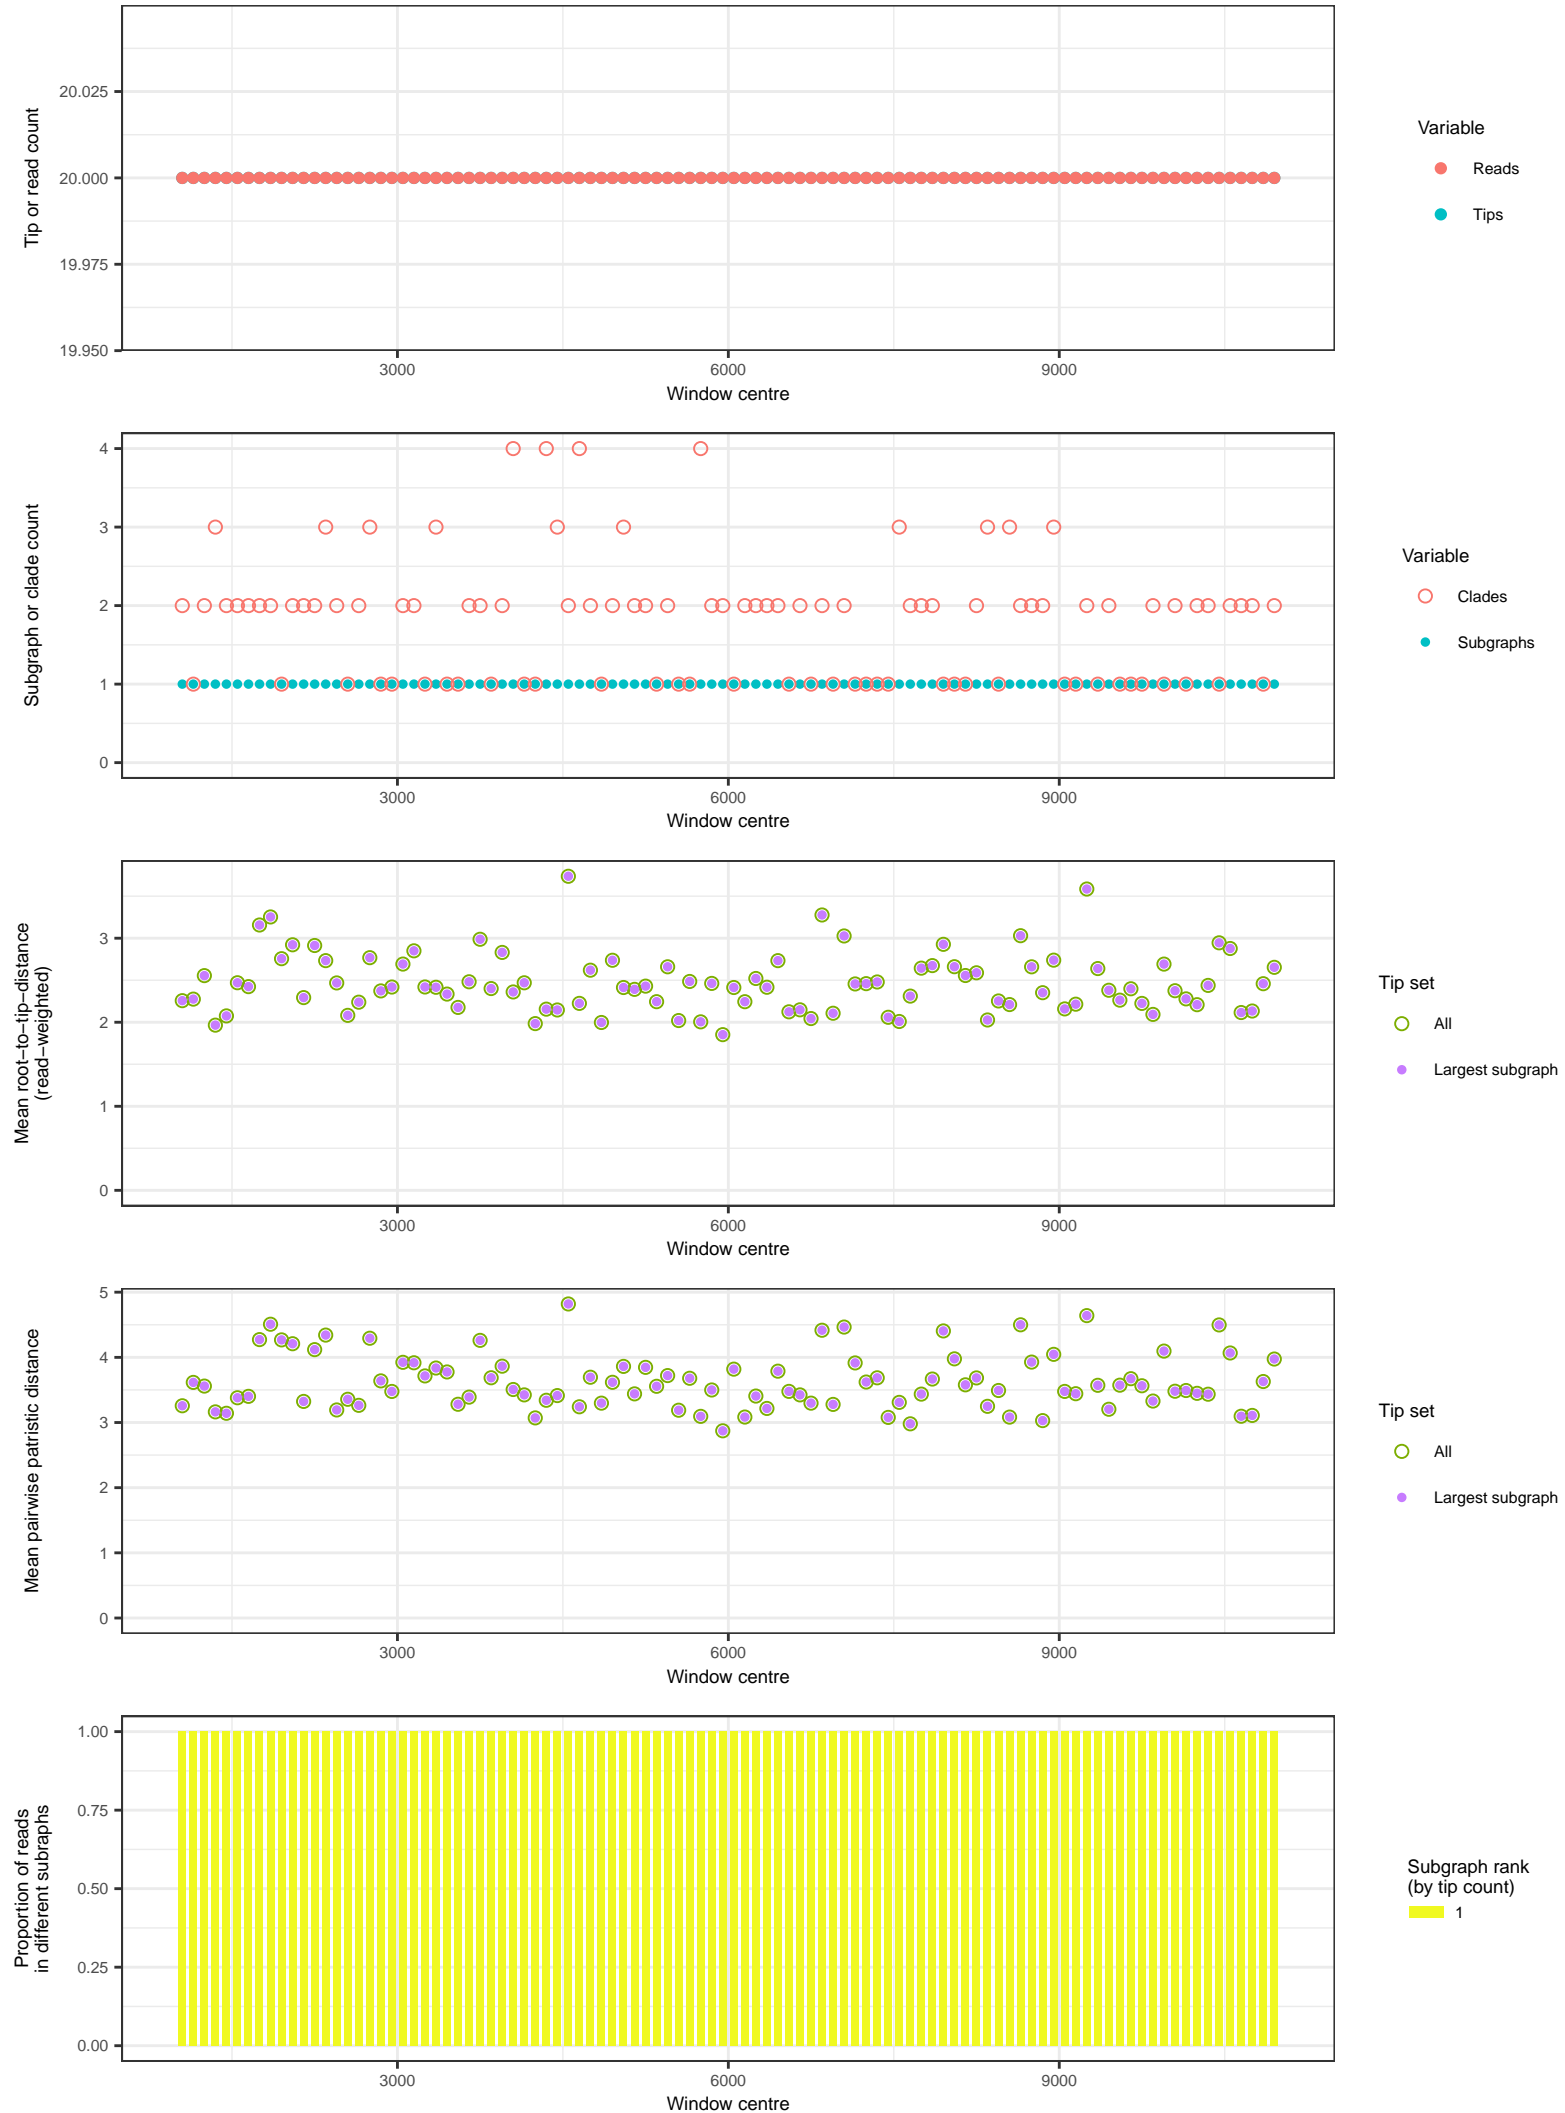 Tip or read count
20.025
20.000
19.975
19.950
3000
6000
9000
Window centre
Variable
Reads
Tips
Subgraph or clade count
4
3
2
1
0
3000
6000
9000
Window centre
Variable
Clades
Subgraphs
Mean root−to−tip−distance
(read−weighted)
3
2
1
0
3000
6000
9000
Window centre
Tip set
All
Largest subgraph
Mean pairwise patristic distance
5
4
3
2
1
0
3000
6000
9000
Window centre
Tip set
All
Largest subgraph
Proportion of reads
in different subraphs
1.00
0.75
0.50
0.25
0.00
3000
6000
9000
Window centre
Subgraph rank
(by tip count)
1